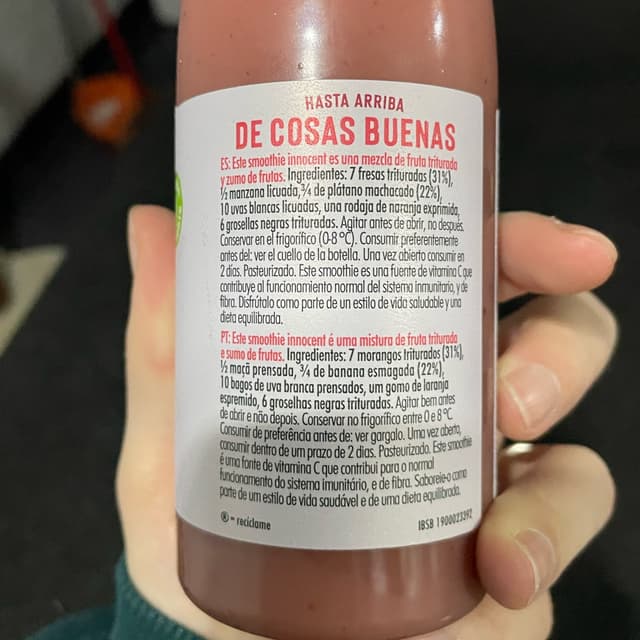 HASTA ARRIBA
DE COSAS BUENAS
ES: Este smoothie innocent es una mezcla de fruta triturada
y zumo de frutas. Ingredientes: 7 fresas trituradas (31%),
½ manzana licuada, ¾ de plátano machacado (22%),
10 uvas blancas licuadas, una rodaja de naranja exprimida,
6 grosellas negras trituradas. Agitar antes de abrir, no después.
Conservar en el frigorífico (0-8 ºC). Consumir preferentemente
antes del: ver el cuello de la botella. Una vez abierto consumir en
2 días. Pasteurizado. Este smoothie es una fuente de vitamina C que
contribuye al funcionamiento normal del sistema inmunitario, y de
fibra. Disfrútalo como parte de un estilo de vida saludable y una
dieta equilibrada.
PT: Este smoothie innocent é uma mistura de fruta triturada
e sumo de frutas. Ingredientes: 7 morangos triturados (31%),
½ maçã prensada, ¾ de banana esmagada (22%),
10 bagos de uva branca prensados, um gomo de laranja
espremido, 6 groselhas negras trituradas. Agitar bem antes
de abrir e não depois. Conservar no frigorífico entre 0 e 8 ºC.
Consumir de preferência antes de: ver gargalo. Uma vez aberto,
consumir dentro de um prazo de 2 dias. Pasteurizado. Este smoothie
é uma fonte de vitamina C que contribui para o normal
funcionamento do sistema imunitário, e de fibra. Saboreie-o como
parte de um estilo de vida saudável e de uma dieta equilibrada.
® = reciclame
IBSB 1900023292